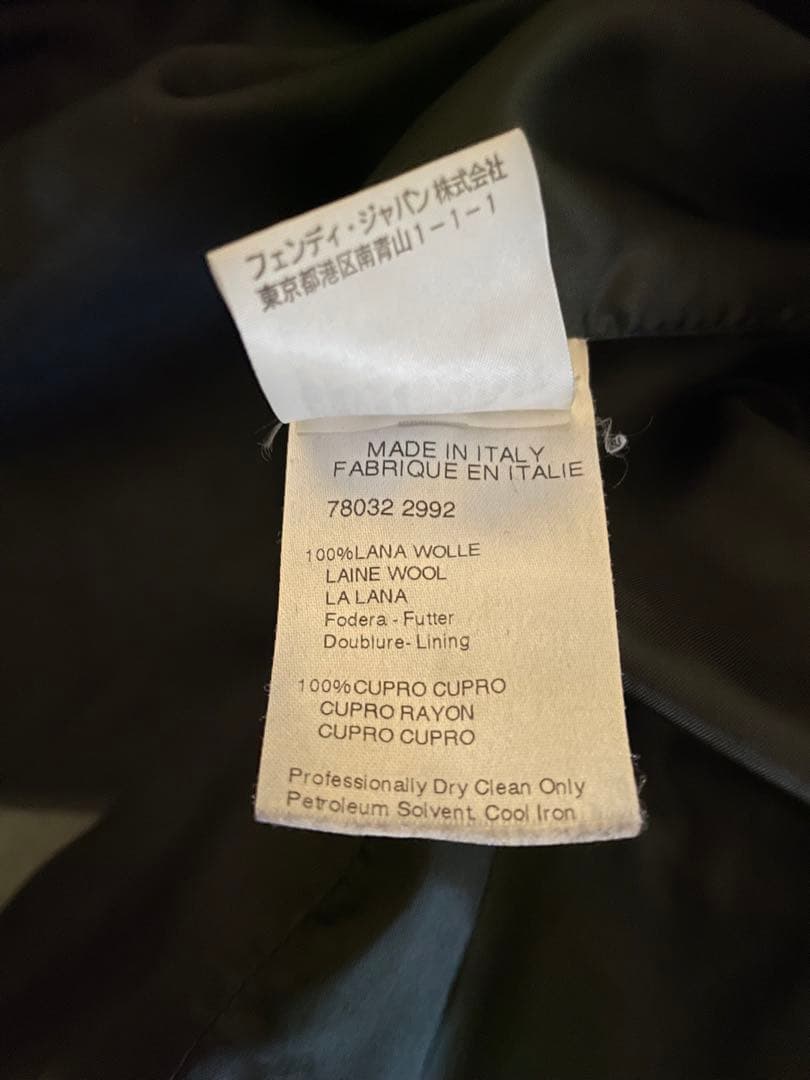 フェンディ・ジャパン株式会社
東京都港区南青山1-1-1
MADE IN ITALY
FABRIQUE EN ITALIE
78032 2992
100%LANA WOLLE
LAINE WOOL
LA LANA
Fodera - Futter
Doublure- Lining
100%CUPRO CUPRO
CUPRO RAYON
CUPRO CUPRO
Professionally Dry Clean Only
Petroleum Solvent. Cool Iron